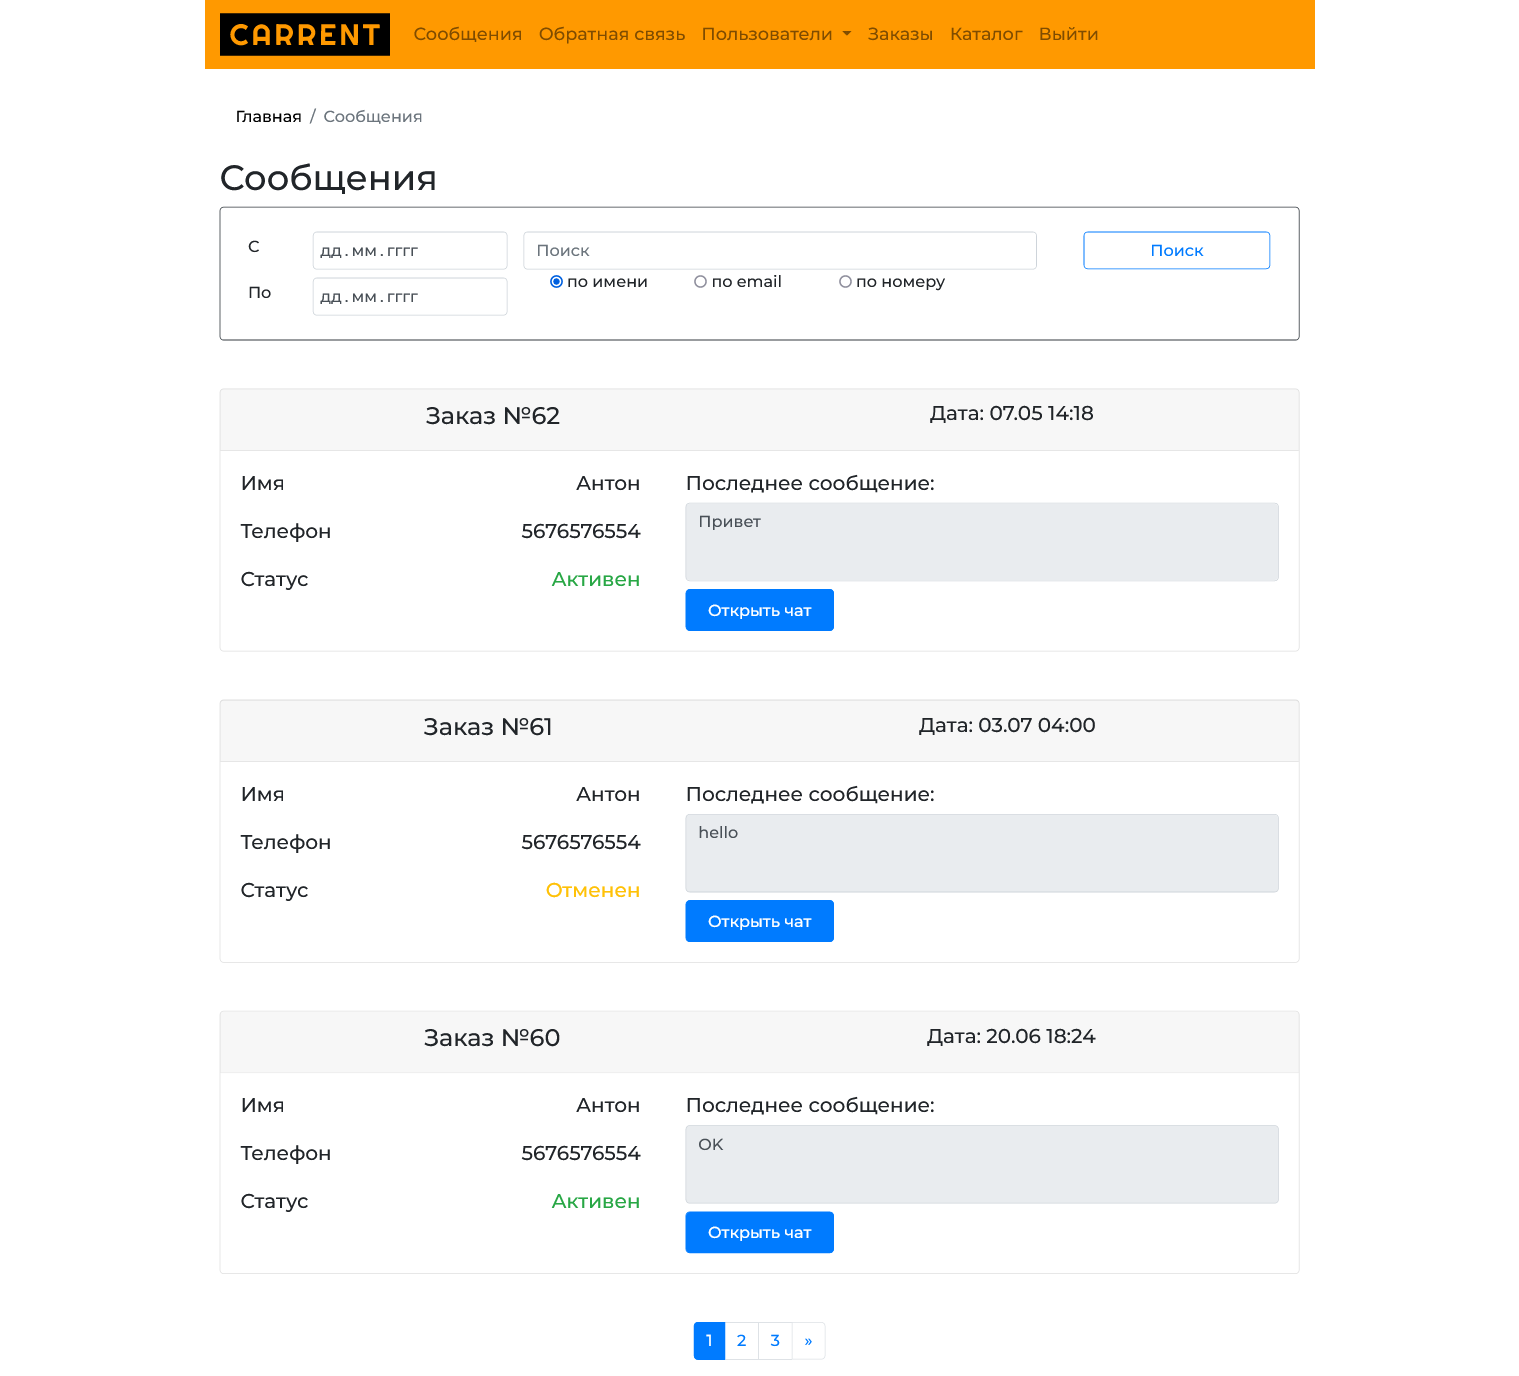 CARRENT Сообщения Обратная связь Пользователи Заказы Каталог Выйти
Главная / Сообщения
Сообщения
С дд.мм.гггг Поиск Поиск
по имени по email по номеру
По дд.мм.гггг
Заказ №62 Дата: 07.05 14:18
Имя Антон Последнее сообщение:
Привет
Телефон 5676576554
Статус Активен
Открыть чат
Заказ №61 Дата: 03.07 04:00
Имя Антон Последнее сообщение:
hello
Телефон 5676576554
Статус Отменен
Открыть чат
Заказ №60 Дата: 20.06 18:24
Имя Антон Последнее сообщение:
OK
Телефон 5676576554
Статус Активен
Открыть чат
1 2 3 »